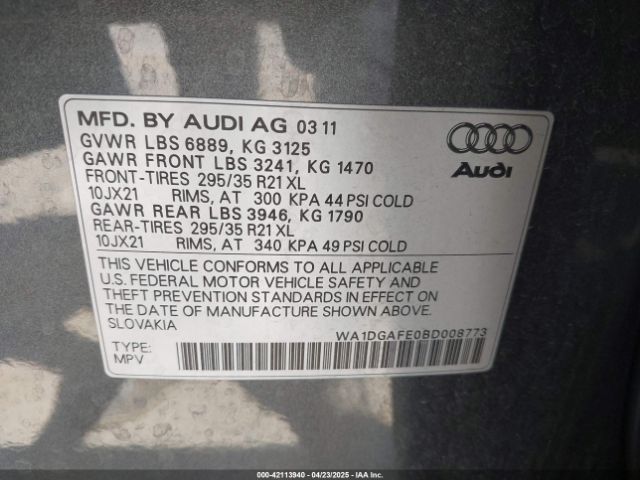 MFD. BY AUDI AG 03 11
GVWR LBS 6889, KG 3125
GAWR FRONT LBS 3241, KG 1470
FRONT-TIRES 295/35 R21 XL
10JX21 RIMS, AT 300 KPA 44 PSI COLD
GAWR REAR LBS 3946, KG 1790
REAR-TIRES 295/35 R21 XL
10JX21 RIMS, AT 340 KPA 49 PSI COLD
Audi
THIS VEHICLE CONFORMS TO ALL APPLICABLE
U.S. FEDERAL MOTOR VEHICLE SAFETY AND
THEFT PREVENTION STANDARDS IN EFFECT ON
THE DATE OF MANUFACTURE SHOWN ABOVE.
SLOVAKIA
WA1DGAFE0BD008773
TYPE:
MPV
000-42113940 - 04/23/2025 - IAA Inc.